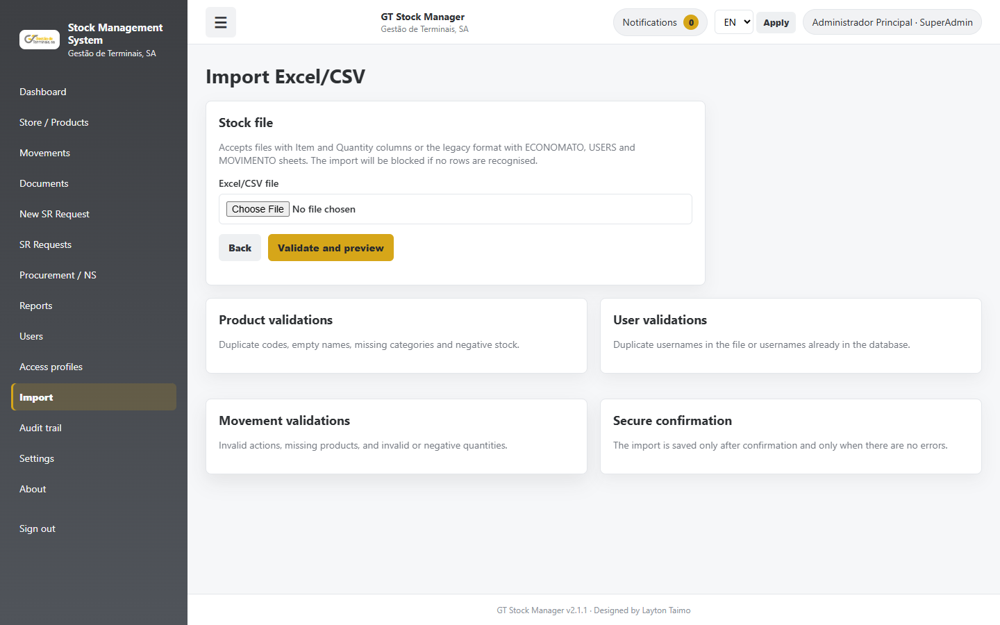 Stock Management
System
Gestão de Terminais, SA
Dashboard
Store / Products
Movements
Documents
New SR Request
SR Requests
Procurement / NS
Reports
Users
Access profiles
Import
Audit trail
Settings
About
Sign out
☰
GT Stock Manager
Gestão de Terminais, SA
Notifications 0
EN
Apply
Administrador Principal · SuperAdmin
Import Excel/CSV
Stock file
Accepts files with Item and Quantity columns or the legacy format with ECONOMATO, USERS and
MOVIMENTO sheets. The import will be blocked if no rows are recognised.
Excel/CSV file
Choose File No file chosen
Back
Validate and preview
Product validations
Duplicate codes, empty names, missing categories and negative stock.
User validations
Duplicate usernames in the file or usernames already in the database.
Movement validations
Invalid actions, missing products, and invalid or negative quantities.
Secure confirmation
The import is saved only after confirmation and only when there are no errors.
GT Stock Manager v2.1.1 · Designed by Layton Taimo